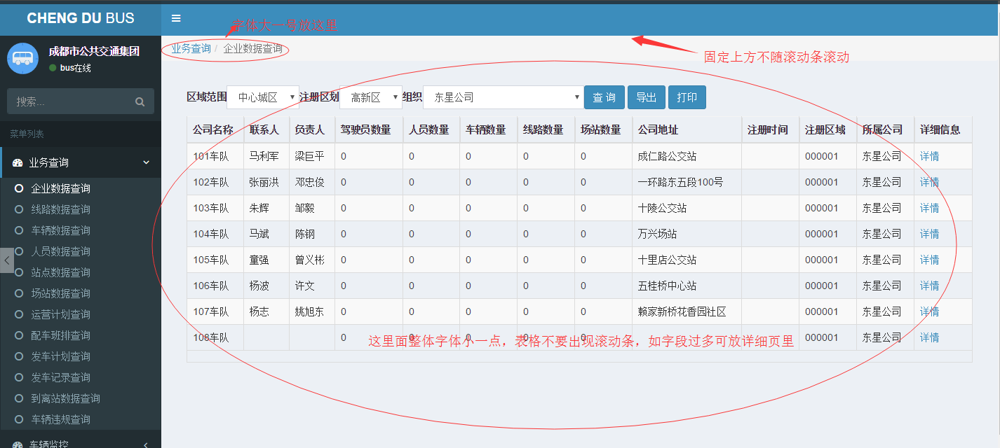 CHENG DU BUS
字体大一号放这里
成都市公共交通集团
bus在线
业务查询 / 企业数据查询
固定上方不随滚动条滚动
搜索...
菜单列表
业务查询
企业数据查询
线路数据查询
车辆数据查询
人员数据查询
站点数据查询
场站数据查询
运营计划查询
配车班排查询
发车计划查询
发车记录查询
到离站数据查询
车辆违规查询
车辆监控
区域范围 中心城区 注册区划 高新区 组织 东星公司 查 询 导出 打印
公司名称 联系人 负责人 驾驶员数量 人员数量 车辆数量 线路数量 场站数量 公司地址 注册时间 注册区域 所属公司 详细信息
101车队 马利军 梁巨平 0 0 0 0 0 成仁路公交站 000001 东星公司 详情
102车队 张丽洪 邓忠俊 0 0 0 0 0 一环路东五段100号 000001 东星公司 详情
103车队 朱辉 邹毅 0 0 0 0 0 十陵公交站 000001 东星公司 详情
104车队 马斌 陈钢 0 0 0 0 0 万兴场站 000001 东星公司 详情
105车队 童强 曾义彬 0 0 0 0 0 十里店公交站 000001 东星公司 详情
106车队 杨波 许文 0 0 0 0 0 五桂桥中心站 000001 东星公司 详情
107车队 杨志 姚旭东 0 0 0 0 0 赖家新桥花香园社区 000001 东星公司 详情
108车队 0 0 0 0 0 000001 东星公司 详情
这里面整体字体小一点，表格不要出现滚动条，如字段过多可放详细页里